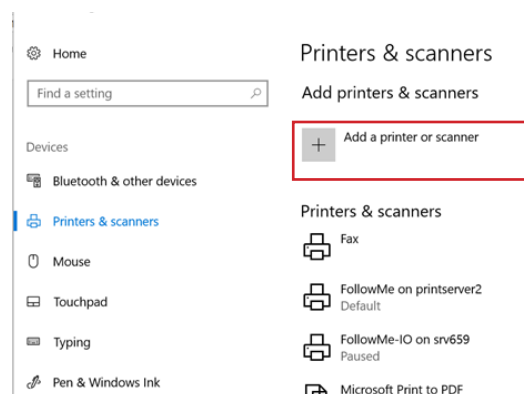 Home
Find a setting
Devices
Bluetooth & other devices
Printers & scanners
Mouse
Touchpad
Typing
Pen & Windows Ink
Printers & scanners
Add printers & scanners
Add a printer or scanner
Printers & scanners
Fax
FollowMe on printserver2
Default
FollowMe-IO on srv659
Paused
Microsoft Print to PDF